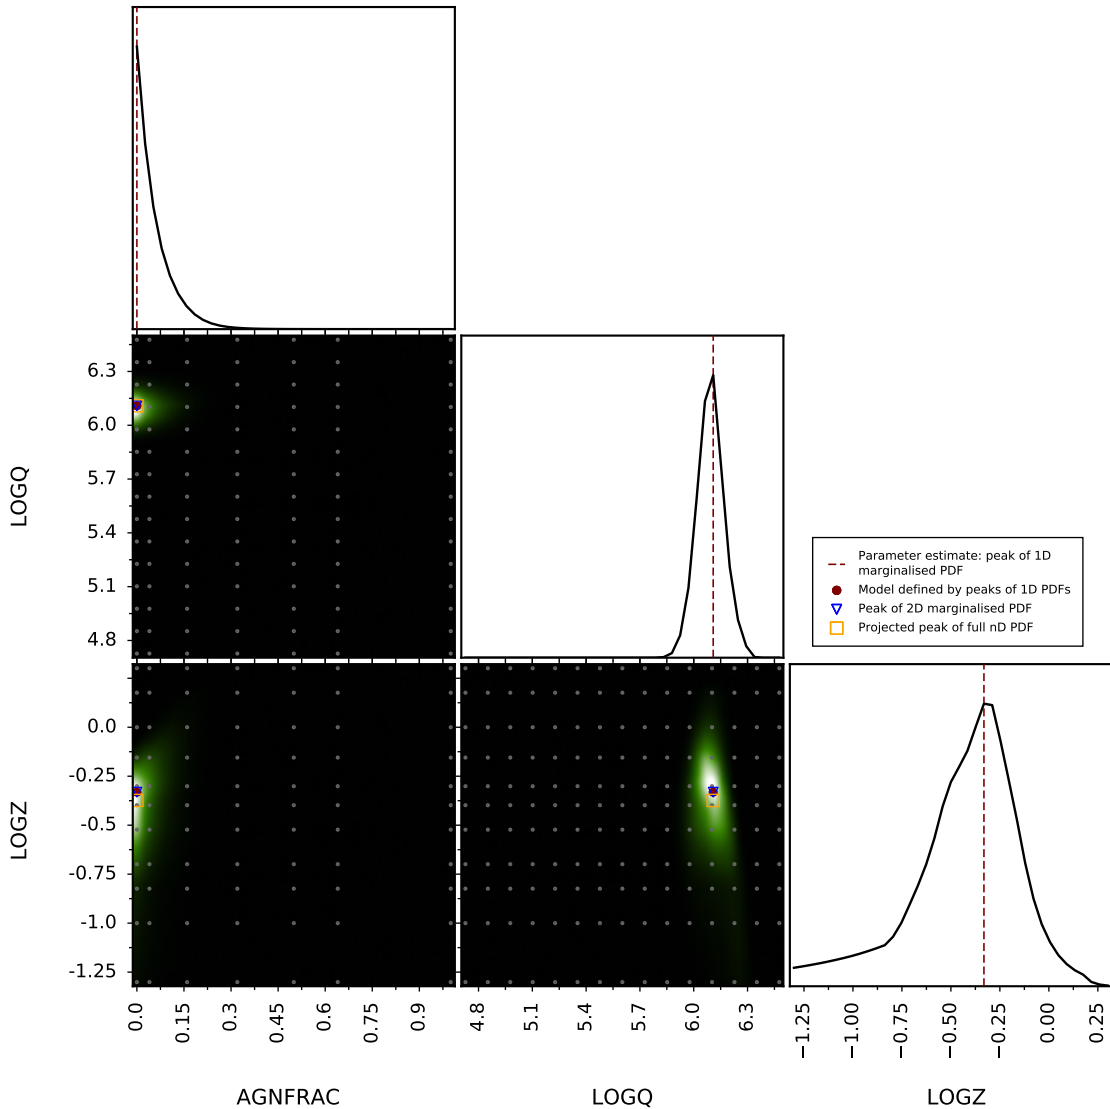 6.3
6.0
5.7
5.4
5.1
4.8
LOGQ
Parameter estimate: peak of 1D
marginalised PDF
Model defined by peaks of 1D PDFs
Peak of 2D marginalised PDF
Projected peak of full nD PDF
0.0
-0.25
-0.5
-0.75
-1.0
-1.25
LOGZ
0.0 0.15 0.3 0.45 0.6 0.75 0.9
4.8 5.1 5.4 5.7 6.0 6.3
−1.25 −1.00 −0.75 −0.50 −0.25 0.00 0.25
AGNFRAC LOGQ LOGZ